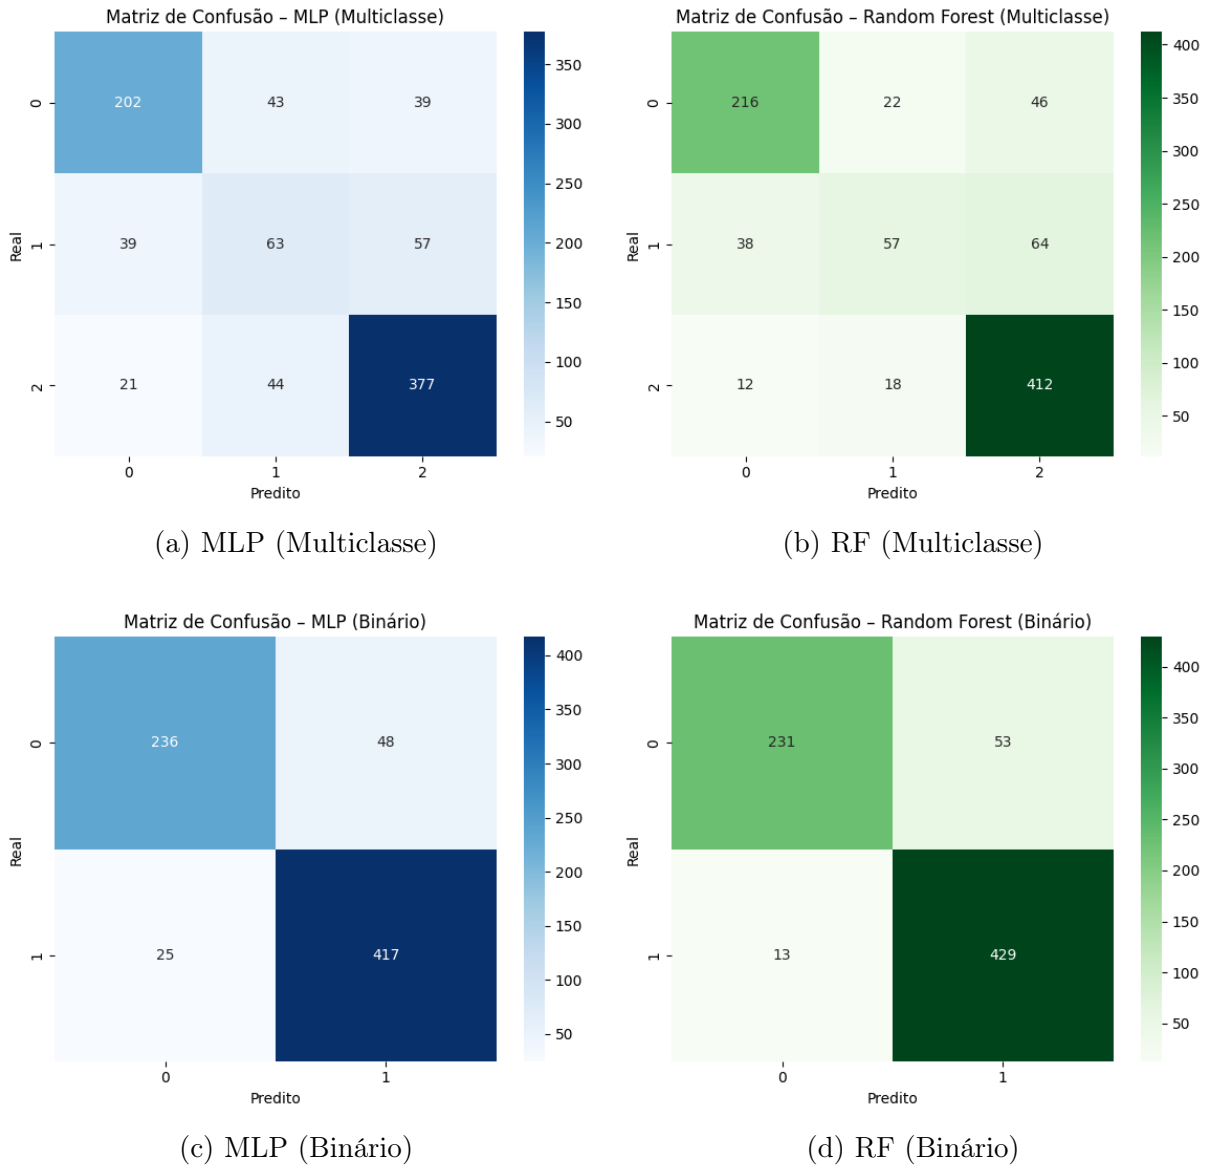 Matriz de Confusão – MLP (Multiclasse)
0 202 43 39
1 39 63 57
2 21 44 377
0 1 2
Real
Predito
350
300
250
200
150
100
50
(a) MLP (Multiclasse)
Matriz de Confusão – Random Forest (Multiclasse)
0 216 22 46
1 38 57 64
2 12 18 412
0 1 2
Real
Predito
400
350
300
250
200
150
100
50
(b) RF (Multiclasse)
Matriz de Confusão – MLP (Binário)
0 236 48
1 25 417
0 1
Real
Predito
400
350
300
250
200
150
100
50
(c) MLP (Binário)
Matriz de Confusão – Random Forest (Binário)
0 231 53
1 13 429
0 1
Real
Predito
400
350
300
250
200
150
100
50
(d) RF (Binário)